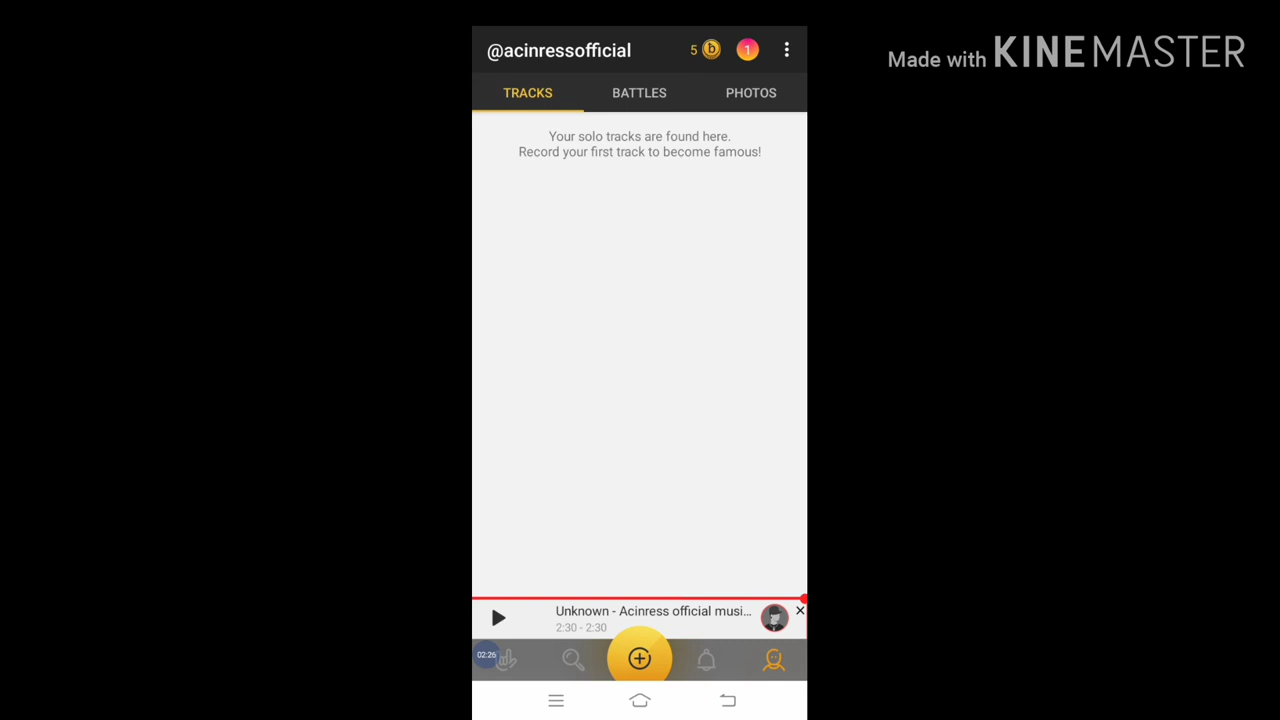 @acinressofficial
5
b
1
Made with KINEMASTER
TRACKS
BATTLES
PHOTOS
Your solo tracks are found here.
Record your first track to become famous!
Unknown - Acinress official musi...
2:30 - 2:30
02:26